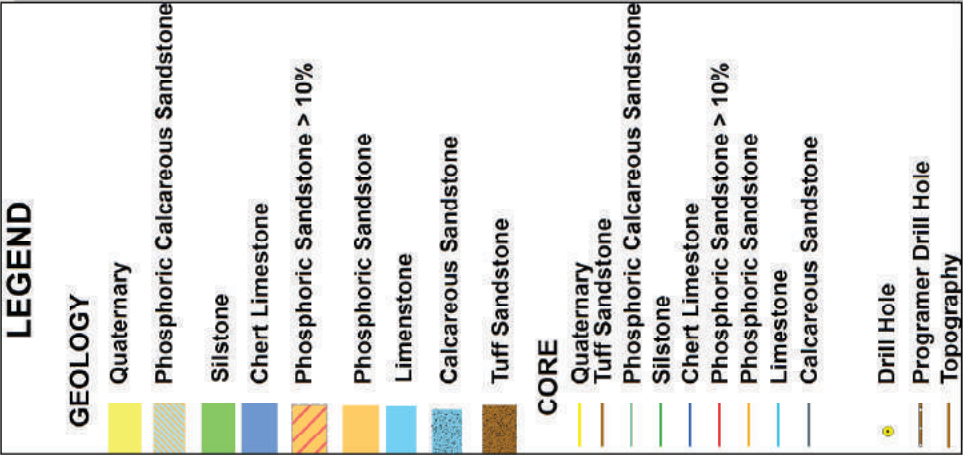 LEGEND
GEOLOGY
Quaternary
Phosphoric Calcareous Sandstone
Silstone
Chert Limestone
Phosphoric Sandstone > 10%
Phosphoric Sandstone
Limenstone
Calcareous Sandstone
Tuff Sandstone
CORE
Quaternary
Tuff Sandstone
Phosphoric Calcareous Sandstone
Silstone
Chert Limestone
Phosphoric Sandstone > 10%
Phosphoric Sandstone
Limestone
Calcareous Sandstone
Drill Hole
Programer Drill Hole
Topography